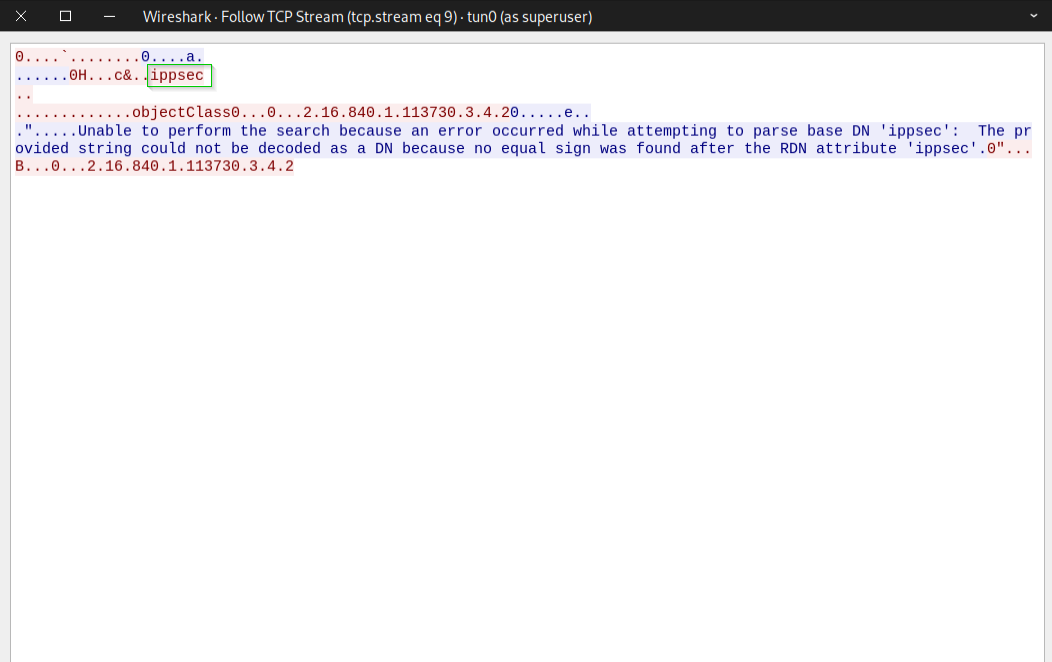 Wireshark · Follow TCP Stream (tcp.stream eq 9) · tun0 (as superuser)
0....`........0....a.
......0H...c&..ippsec
..
.............objectClass0...0...2.16.840.1.113730.3.4.20.....e..
.".....Unable to perform the search because an error occurred while attempting to parse base DN 'ippsec':  The pr
ovided string could not be decoded as a DN because no equal sign was found after the RDN attribute 'ippsec'.0"...
B...0...2.16.840.1.113730.3.4.2